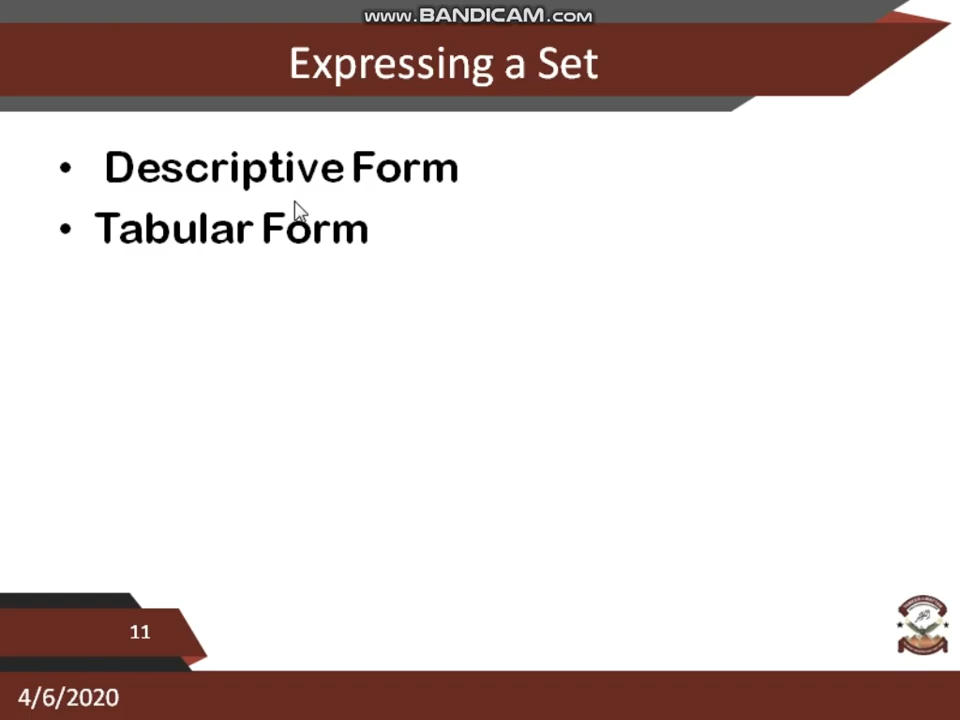 www.BANDICAM.com
Expressing a Set
• Descriptive Form
• Tabular Form
11
4/6/2020